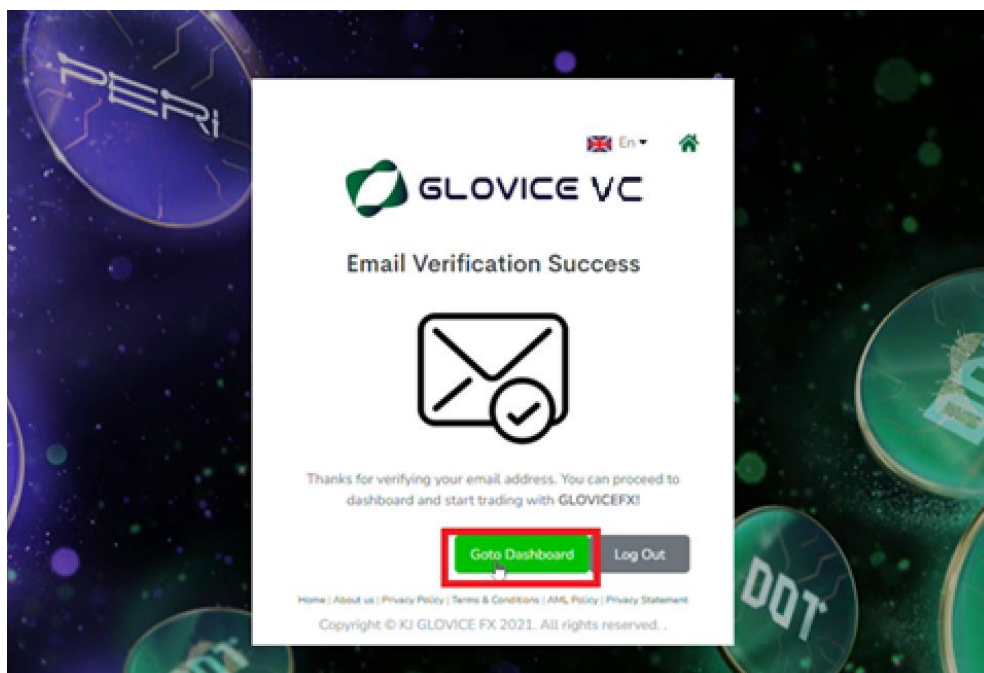 PERI
En
GLOVICE VC
Email Verification Success
Thanks for verifying your email address. You can proceed to
dashboard and start trading with GLOVICEFX!
Goto Dashboard
Log Out
Home | About us | Privacy Policy | Terms & Conditions | AML Policy | Privacy Statement
DOT
Copyright © KJ GLOVICE FX 2021. All rights reserved. .